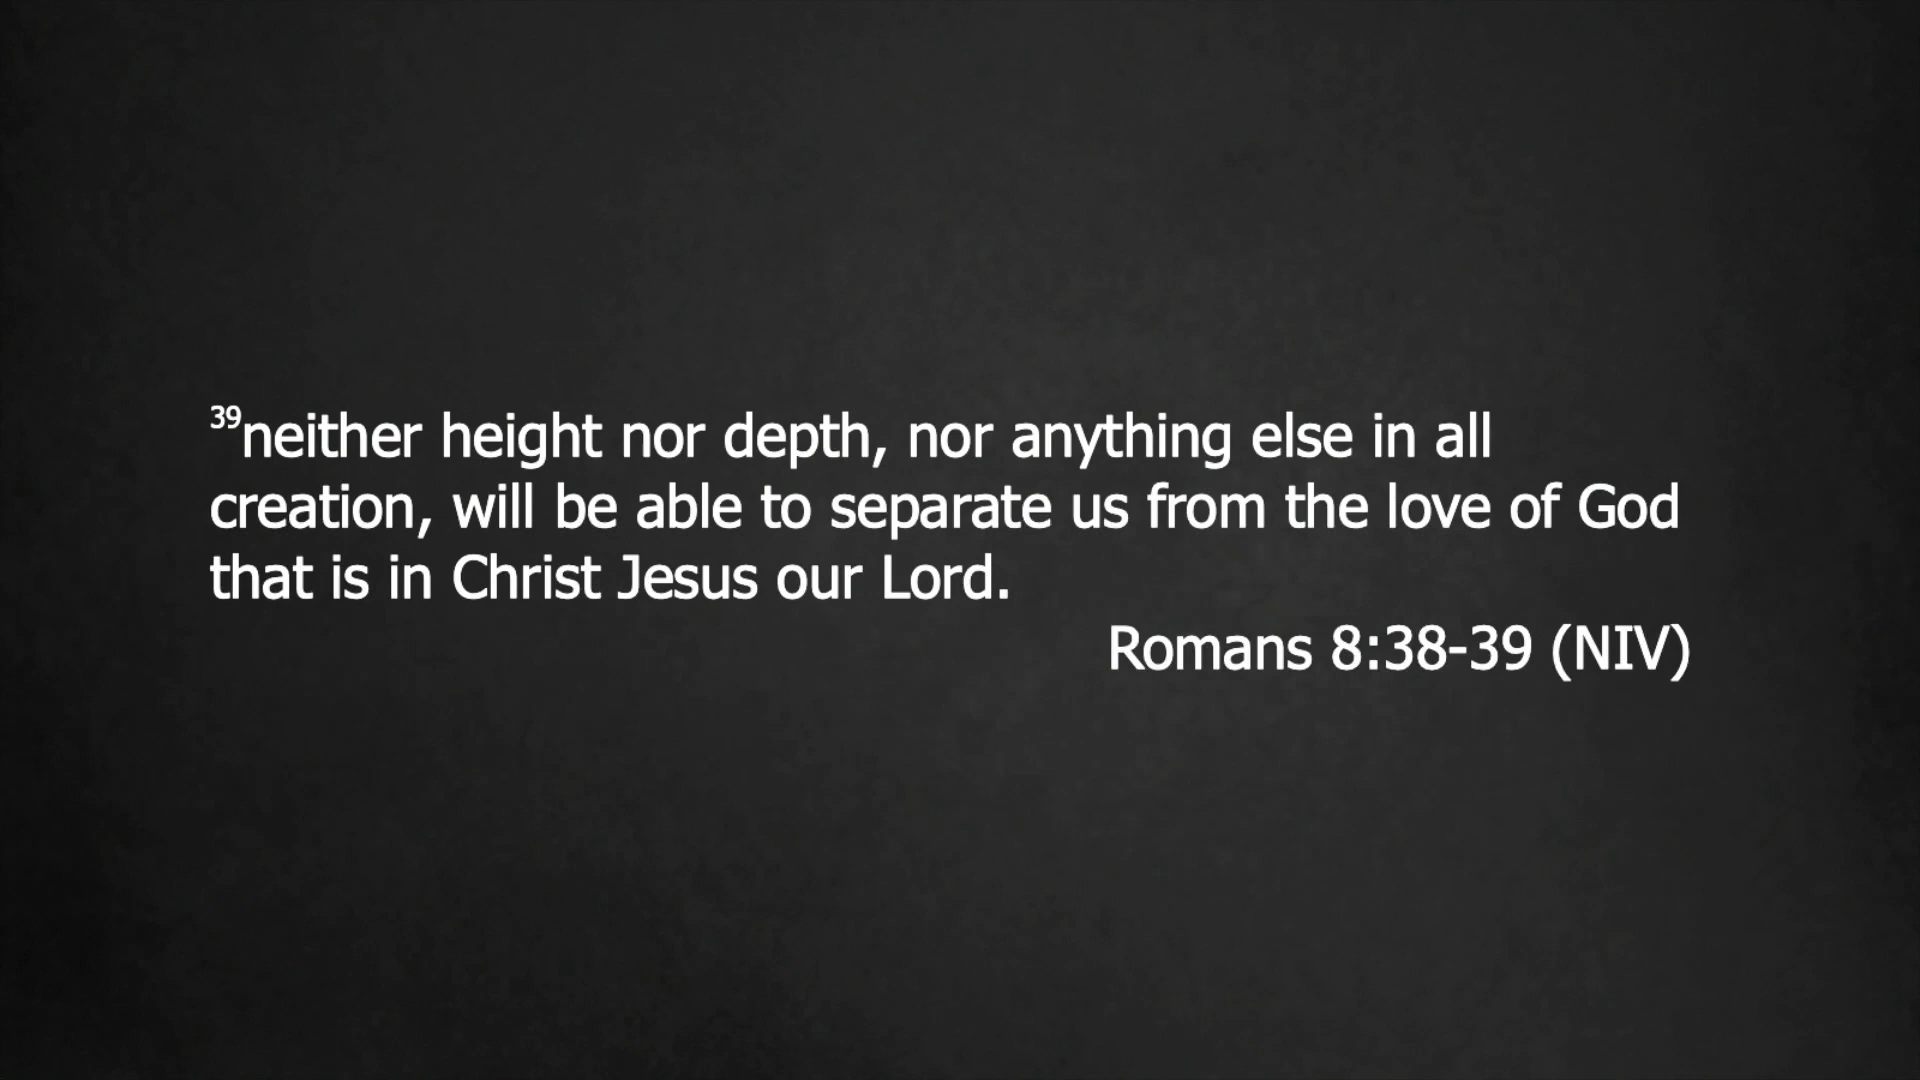 39neither height nor depth, nor anything else in all
creation, will be able to separate us from the love of God
that is in Christ Jesus our Lord.
Romans 8:38-39 (NIV)